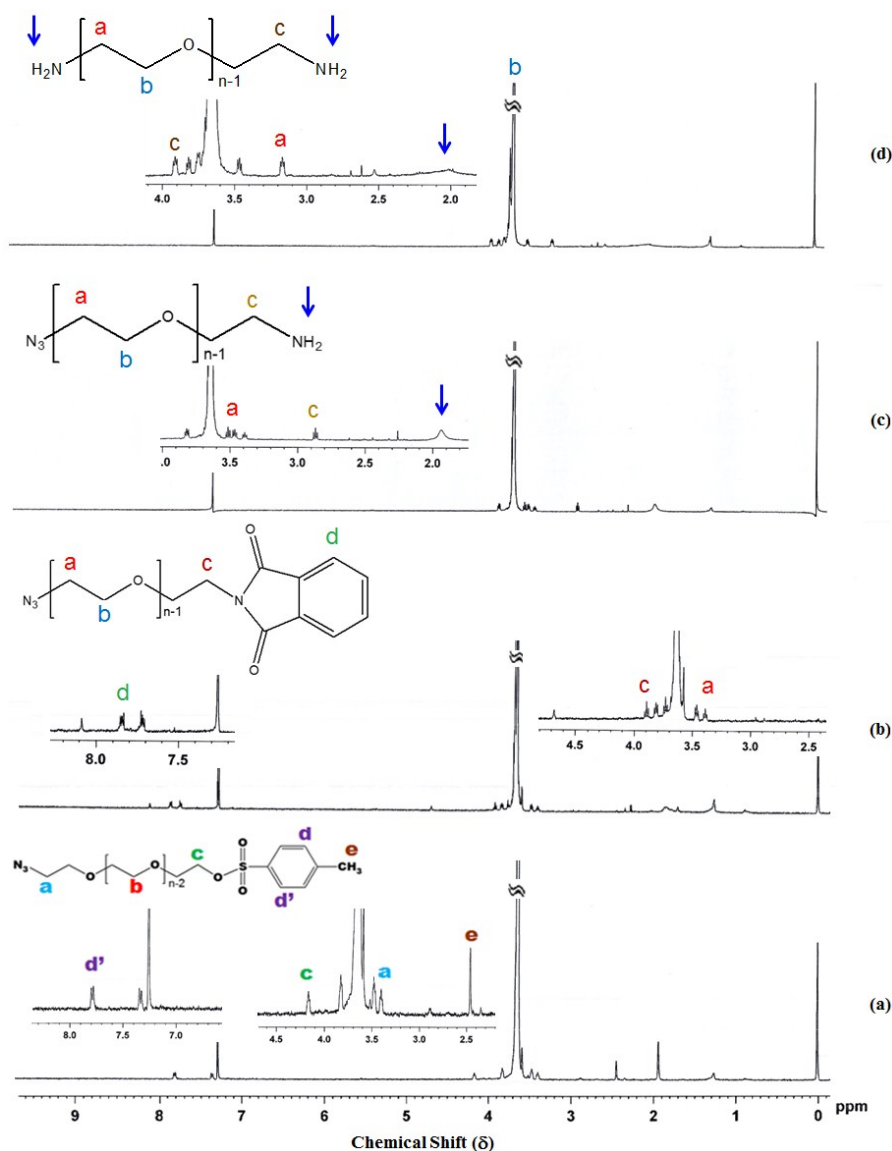 a
c
H₂N
O
NH₂
n-1
b
b
c
a
(d)
4.0 3.5 3.0 2.5 2.0
a
c
N₃
O
NH₂
n-1
b
a
c
(c)
.0 3.5 3.0 2.5 2.0
O
d
a
c
N₃
O
N
n-1
b
O
d
c
a
(b)
8.0 7.5
4.5 4.0 3.5 3.0 2.5
N₃
O
O
c
O
d
S
e
CH₃
a
b
n-2
O
O
d'
d'
c
a
e
(a)
8.0 7.5 7.0
4.5 4.0 3.5 3.0 2.5
9 8 7 6 5 4 3 2 1 0 ppm
Chemical Shift (δ)